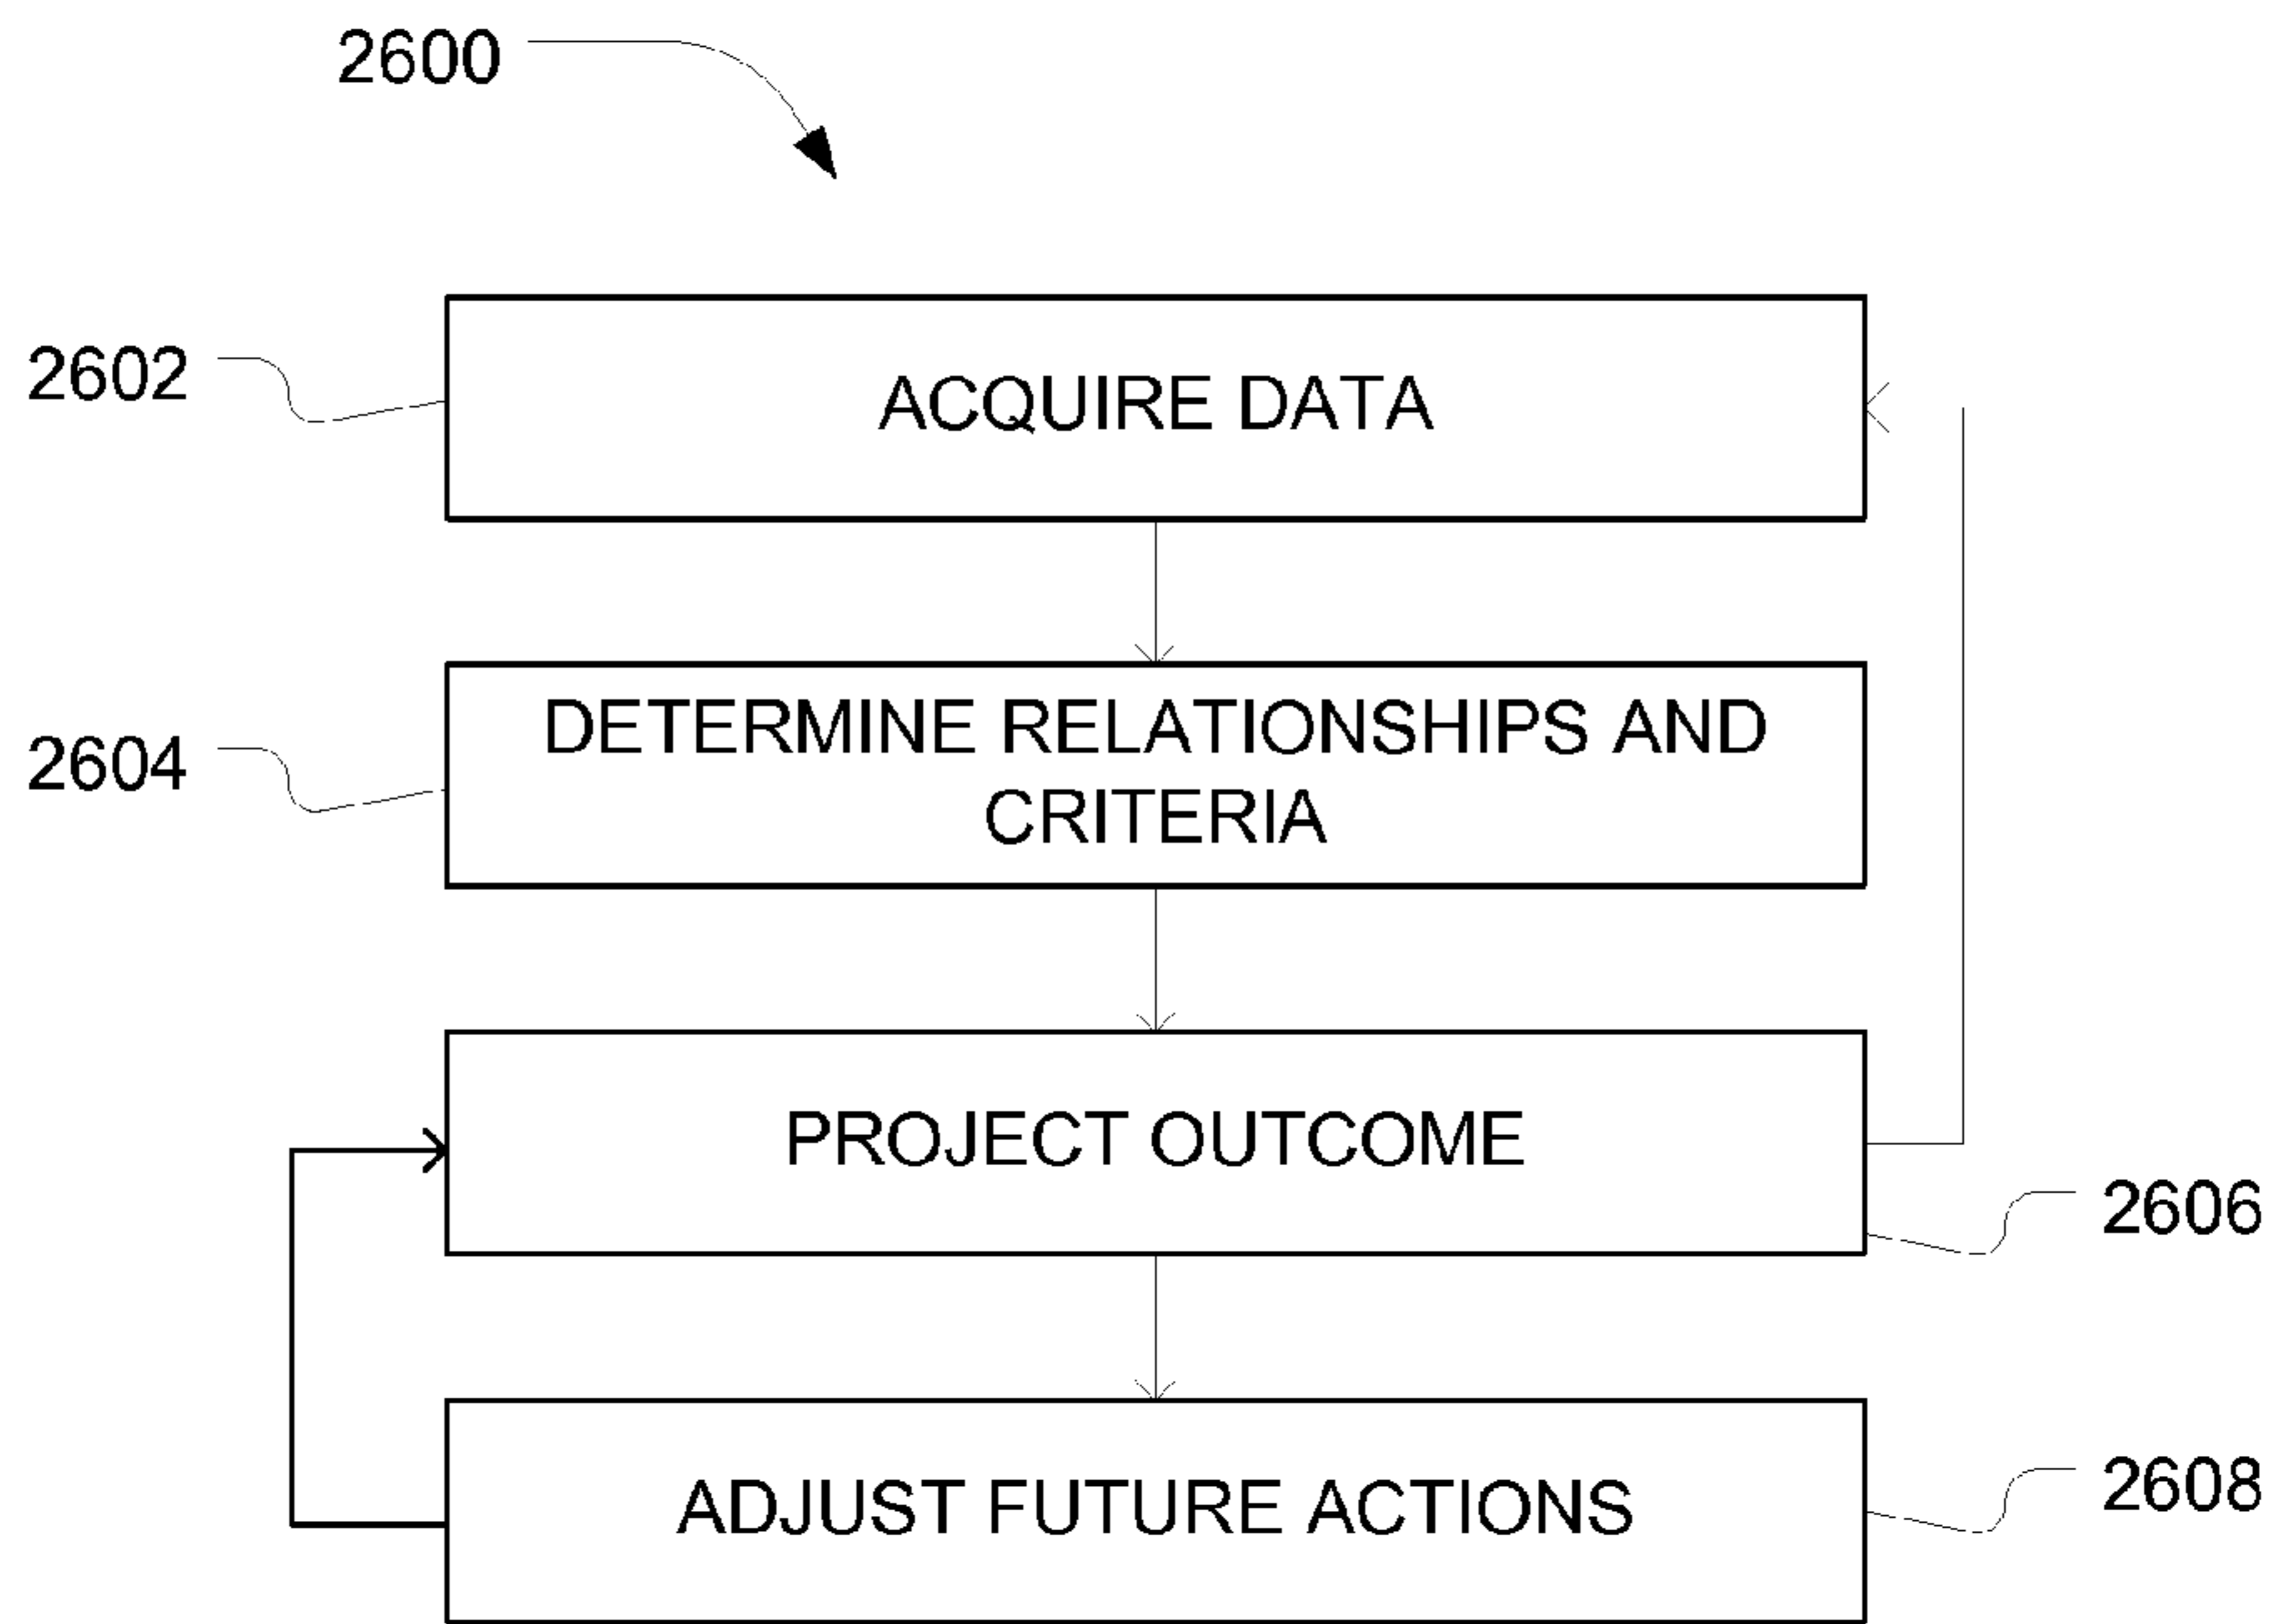 2600
2602
ACQUIRE DATA
2604
DETERMINE RELATIONSHIPS AND
CRITERIA
PROJECT OUTCOME
2606
ADJUST FUTURE ACTIONS
2608